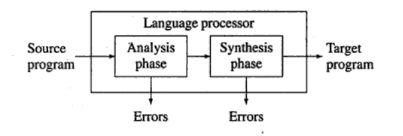 Language processor
Source
program
Analysis
phase
Synthesis
phase
Target
program
Errors
Errors